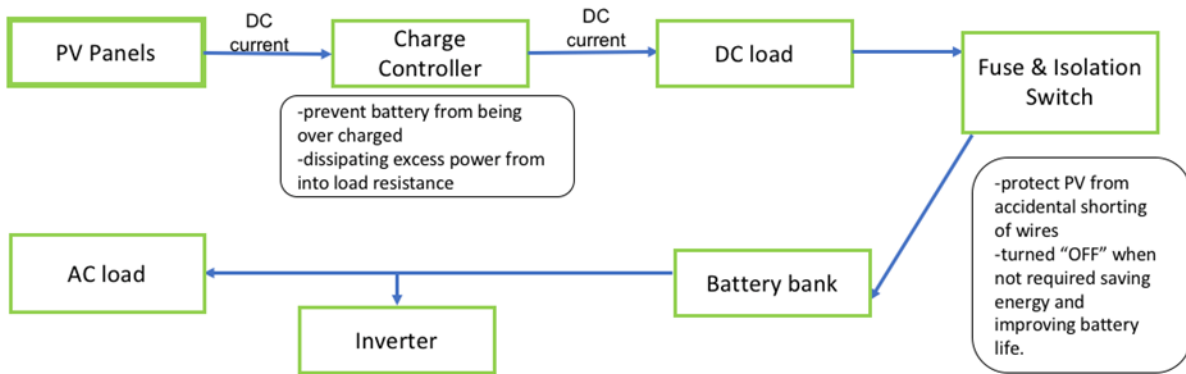 PV Panels
DC
current
Charge
Controller
DC
current
DC load
Fuse & Isolation
Switch
-prevent battery from being
over charged
-dissipating excess power from
into load resistance
-protect PV from
accidental shorting
of wires
-turned “OFF” when
not required saving
energy and
improving battery
life.
AC load
Battery bank
Inverter